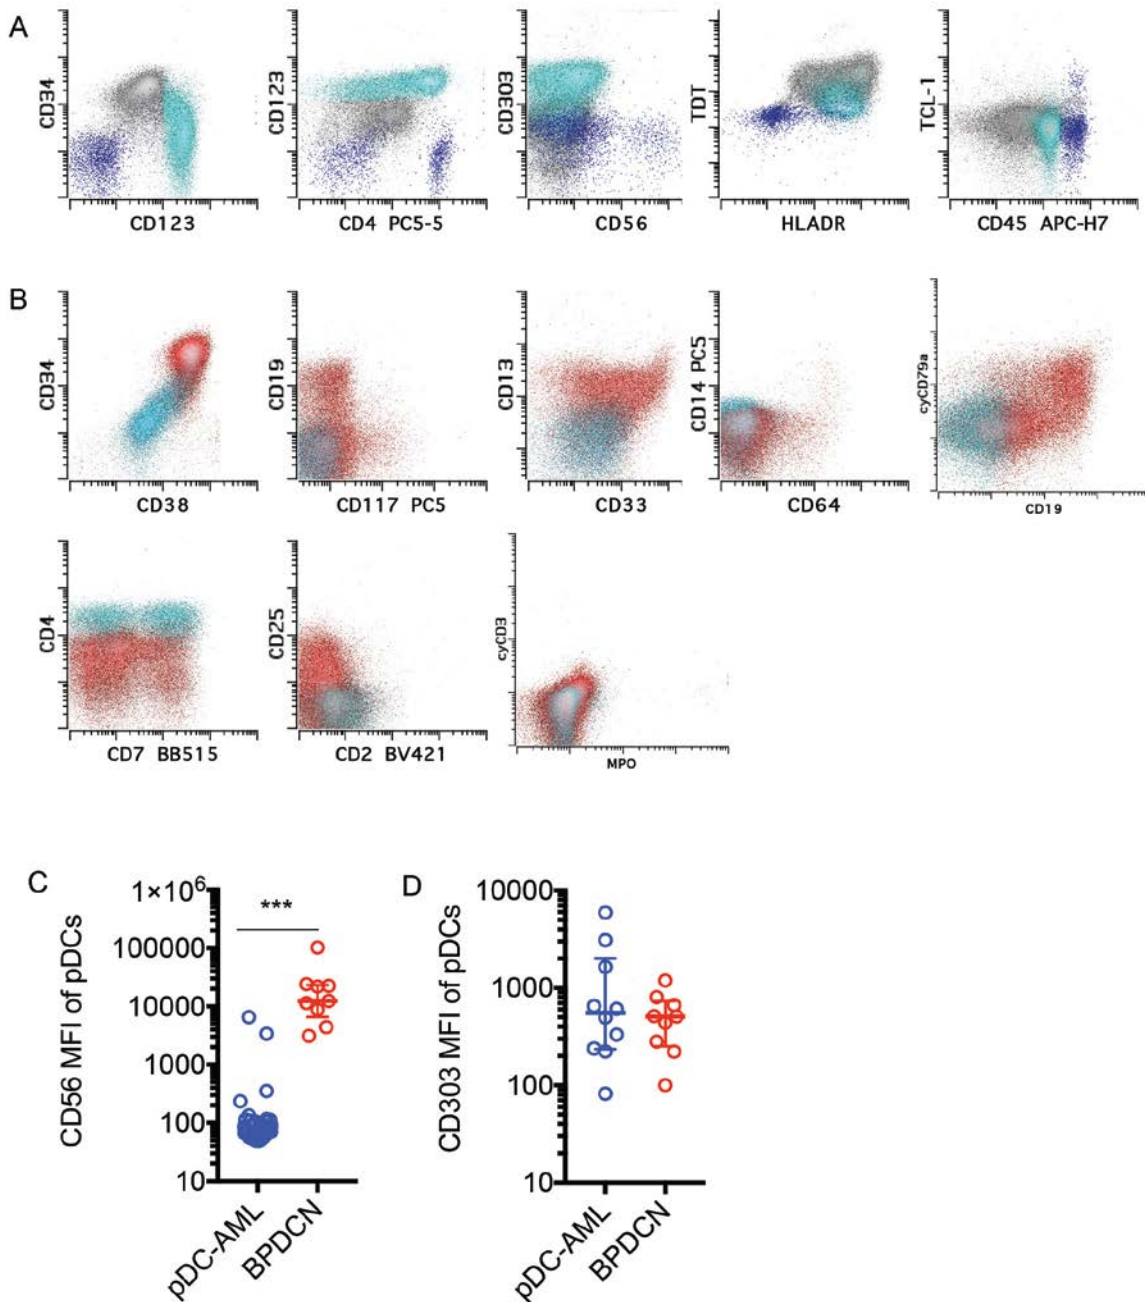 A
CD34
CD123
CD123
CD4 PC5-5
CD303
CD56
TDT
HLADR
TCL-1
CD45 APC-H7
B
CD34
CD38
CD19
CD117 PC5
CD13
CD33
CD14 PC5
CD64
cyCD79a
CD19
CD4
CD7 BB515
CD25
CD2 BV421
cyCD3
MPO
C
CD56 MFI of pDCs
1×10⁶
100000
10000
1000
100
10
***
pDC-AML
BPDCN
D
CD303 MFI of pDCs
10000
1000
100
10
pDC-AML
BPDCN